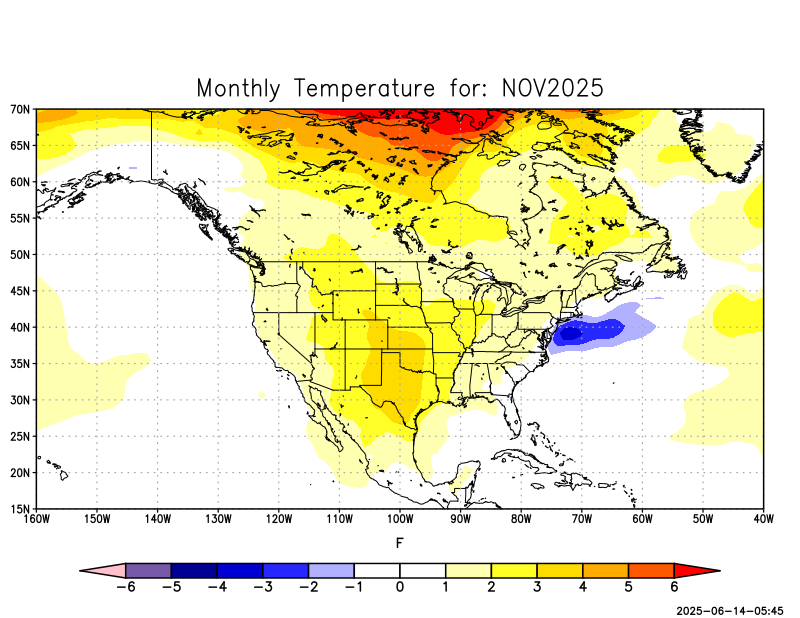 Monthly Temperature for: NOV2025
70N
65N
60N
55N
50N
45N
40N
35N
30N
25N
20N
15N
160W 150W 140W 130W 120W 110W 100W 90W 80W 70W 60W 50W 40W
F
-6 -5 -4 -3 -2 -1 0 1 2 3 4 5 6
2025-06-14-05:45